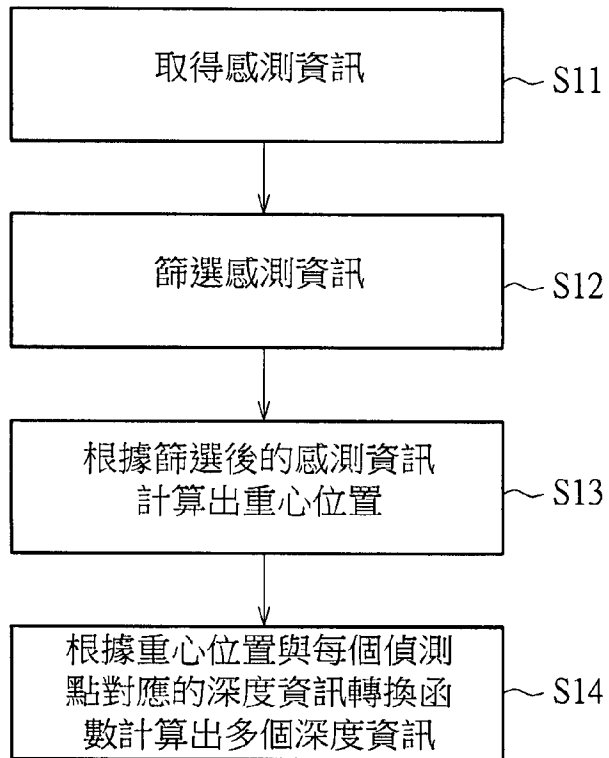 取得感測資訊
S11
篩選感測資訊
S12
根據篩選後的感測資訊
計算出重心位置
S13
根據重心位置與每個偵測
點對應的深度資訊轉換函
數計算出多個深度資訊
S14